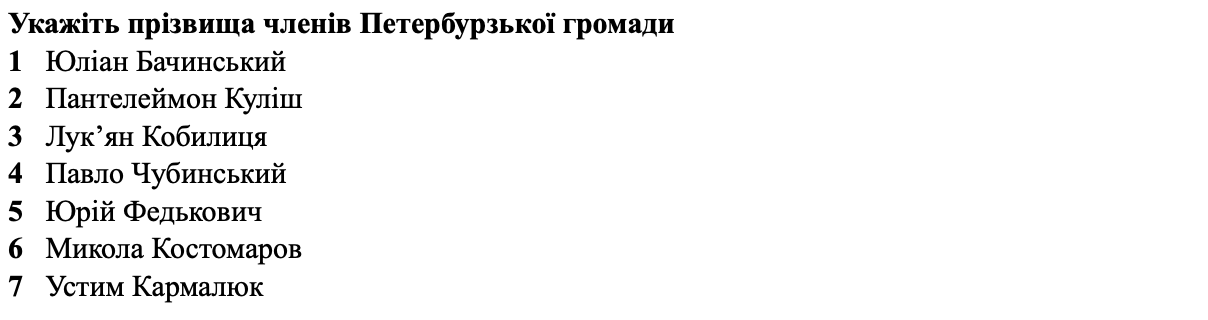 Укажіть прізвища членів Петербурзької громади
1 Юліан Бачинський
2 Пантелеймон Куліш
3 Лук’ян Кобилиця
4 Павло Чубинський
5 Юрій Федькович
6 Микола Костомаров
7 Устим Кармалюк